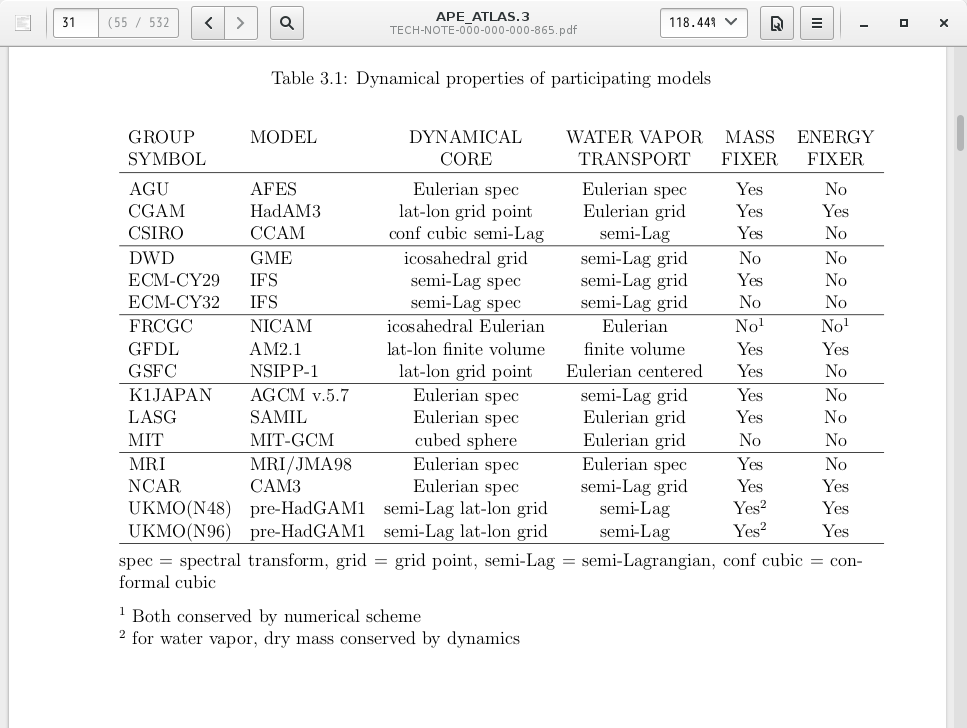 31 (55 / 532 APE_ATLAS.3 118.44%
TECH-NOTE-000-000-000-865.pdf
Table 3.1: Dynamical properties of participating models
GROUP MODEL DYNAMICAL WATER VAPOR MASS ENERGY
SYMBOL CORE TRANSPORT FIXER FIXER
AGU AFES Eulerian spec Eulerian spec Yes No
CGAM HadAM3 lat-lon grid point Eulerian grid Yes Yes
CSIRO CCAM conf cubic semi-Lag semi-Lag Yes No
DWD GME icosahedral grid semi-Lag grid No No
ECM-CY29 IFS semi-Lag spec semi-Lag grid Yes No
ECM-CY32 IFS semi-Lag spec semi-Lag grid No No
FRCGC NICAM icosahedral Eulerian Eulerian No¹ No¹
GFDL AM2.1 lat-lon finite volume finite volume Yes Yes
GSFC NSIPP-1 lat-lon grid point Eulerian centered Yes No
K1JAPAN AGCM v.5.7 Eulerian spec semi-Lag grid Yes No
LASG SAMIL Eulerian spec Eulerian grid Yes No
MIT MIT-GCM cubed sphere Eulerian grid No No
MRI MRI/JMA98 Eulerian spec Eulerian spec Yes No
NCAR CAM3 Eulerian spec semi-Lag grid Yes Yes
UKMO(N48) pre-HadGAM1 semi-Lag lat-lon grid semi-Lag Yes² Yes
UKMO(N96) pre-HadGAM1 semi-Lag lat-lon grid semi-Lag Yes² Yes
spec = spectral transform, grid = grid point, semi-Lag = semi-Lagrangian, conf cubic = con-
formal cubic
¹ Both conserved by numerical scheme
² for water vapor, dry mass conserved by dynamics